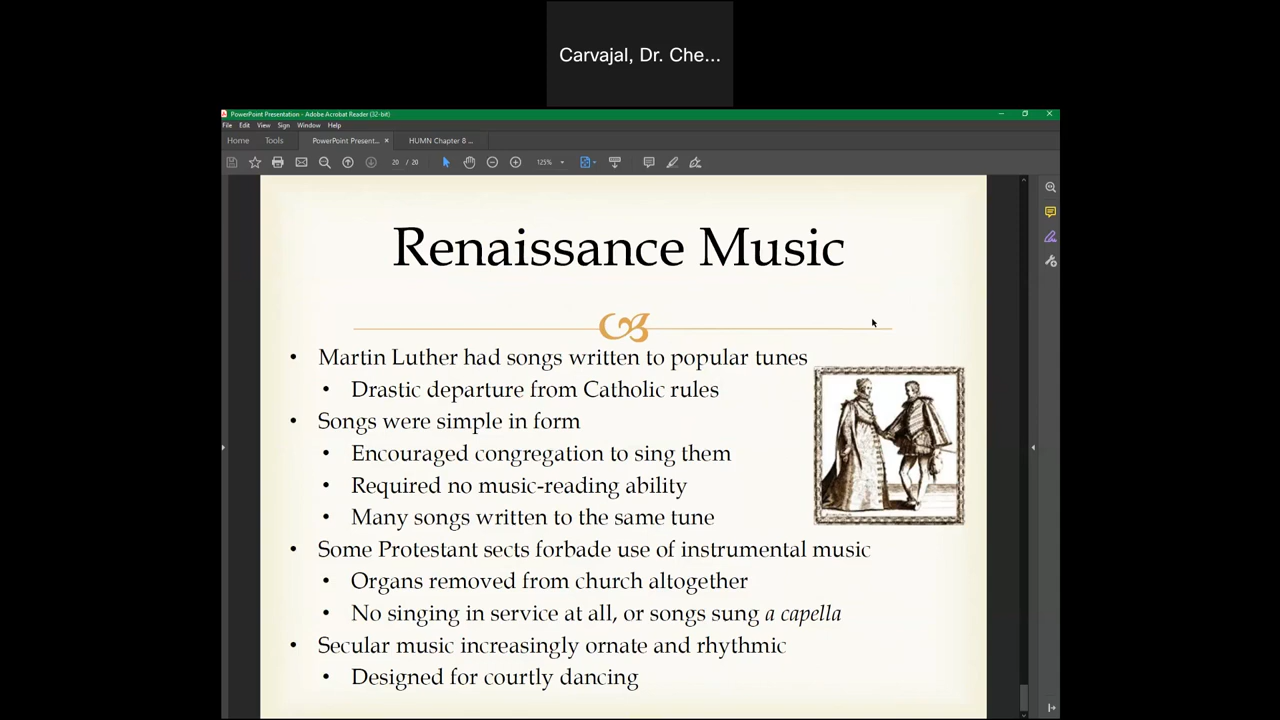 Carvajal, Dr. Che...
PowerPoint Presentation - Adobe Acrobat Reader (32-bit)
File Edit View Sign Window Help
Home Tools PowerPoint Present... × HUMN Chapter 8 ...
20 / 20 125%
Renaissance Music
• Martin Luther had songs written to popular tunes
• Drastic departure from Catholic rules
• Songs were simple in form
• Encouraged congregation to sing them
• Required no music-reading ability
• Many songs written to the same tune
• Some Protestant sects forbade use of instrumental music
• Organs removed from church altogether
• No singing in service at all, or songs sung a capella
• Secular music increasingly ornate and rhythmic
• Designed for courtly dancing